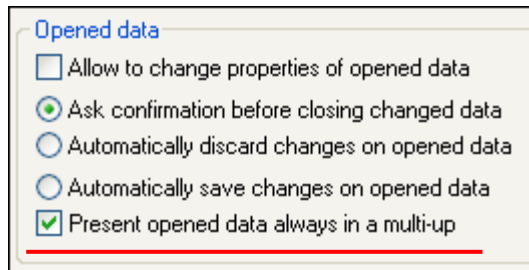 Opened data
Allow to change properties of opened data
Ask confirmation before closing changed data
Automatically discard changes on opened data
Automatically save changes on opened data
Present opened data always in a multi-up